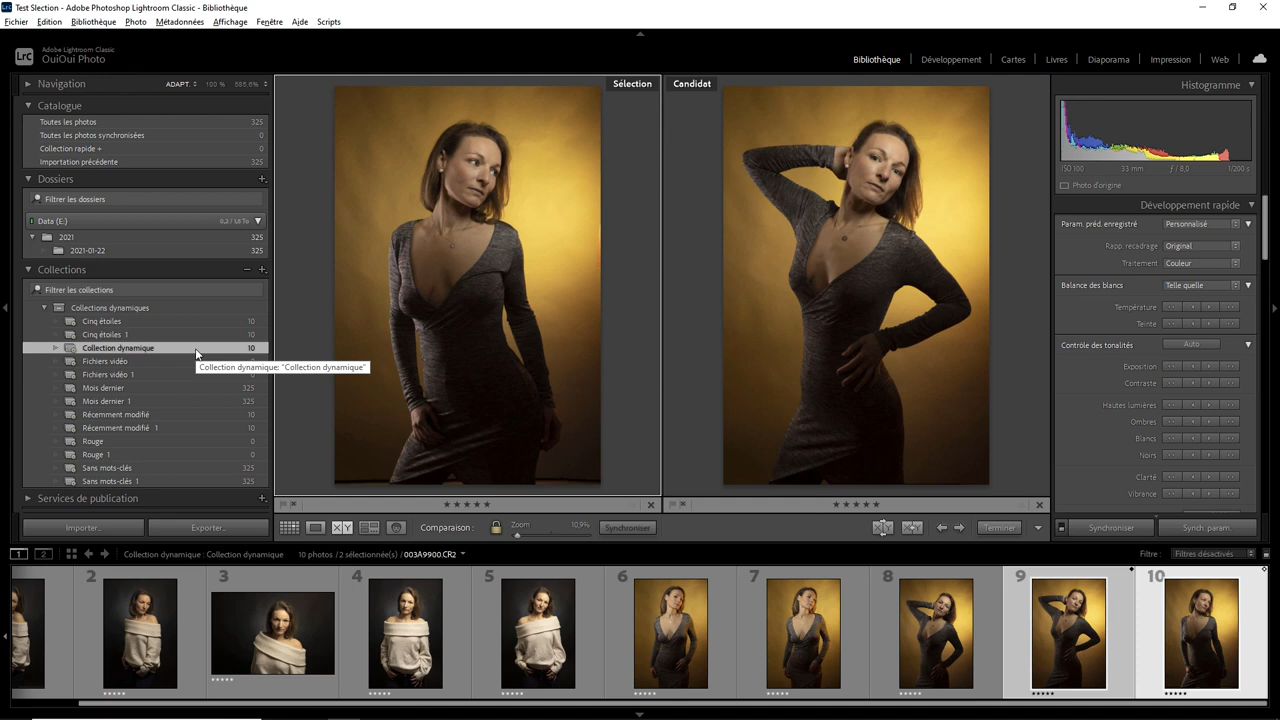 Test Slection - Adobe Photoshop Lightroom Classic - Bibliothèque
Fichier Edition Bibliothèque Photo Métadonnées Affichage Fenêtre Aide Scripts
Lrc
Adobe Lightroom Classic
OuiOui Photo
Bibliothèque Développement Cartes Livres Diaporama Impression Web
Navigation ADAPT. 100 %
Catalogue
Toutes les photos 325
Toutes les photos synchronisées 0
Collection rapide + 0
Importation précédente 325
Dossiers
Filtrer les dossiers
Data (E:)
2021 325
2021-01-22 325
Collections
Filtrer les collections
Collections dynamiques
Cinq étoiles 10
Cinq étoiles 1 10
Collection dynamique 10
Fichiers vidéo
Collection dynamique: "Collection dynamique"
Fichiers vidéo 1 0
Mois dernier 325
Mois dernier 1 325
Récemment modifié 10
Récemment modifié 1 10
Rouge 0
Rouge 1 0
Sans mots-clés 325
Sans mots-clés 1 325
Services de publication
Importer... Exporter...
Sélection
Candidat
Histogramme
ISO 100 33 mm ƒ / 8,0 1/200 s
Photo d'origine
Développement rapide
Param. préd. enregistré Personnalisé
Rapp. recadrage Original
Traitement Couleur
Balance des blancs Telle quelle
Température
Teinte
Contrôle des tonalités Auto
Exposition
Contraste
Hautes lumières
Ombres
Blancs
Noirs
Clarté
Vibrance
XY Comparaison : Zoom 10,9% Synchroniser
Terminer
Synchroniser Synch param.
1 2 Collection dynamique : Collection dynamique 10 photos / 2 sélectionnée(s) / 003A9900.CR2
Filtre : Filtres désactivés
2 3 4 5 6 7 8 9 10